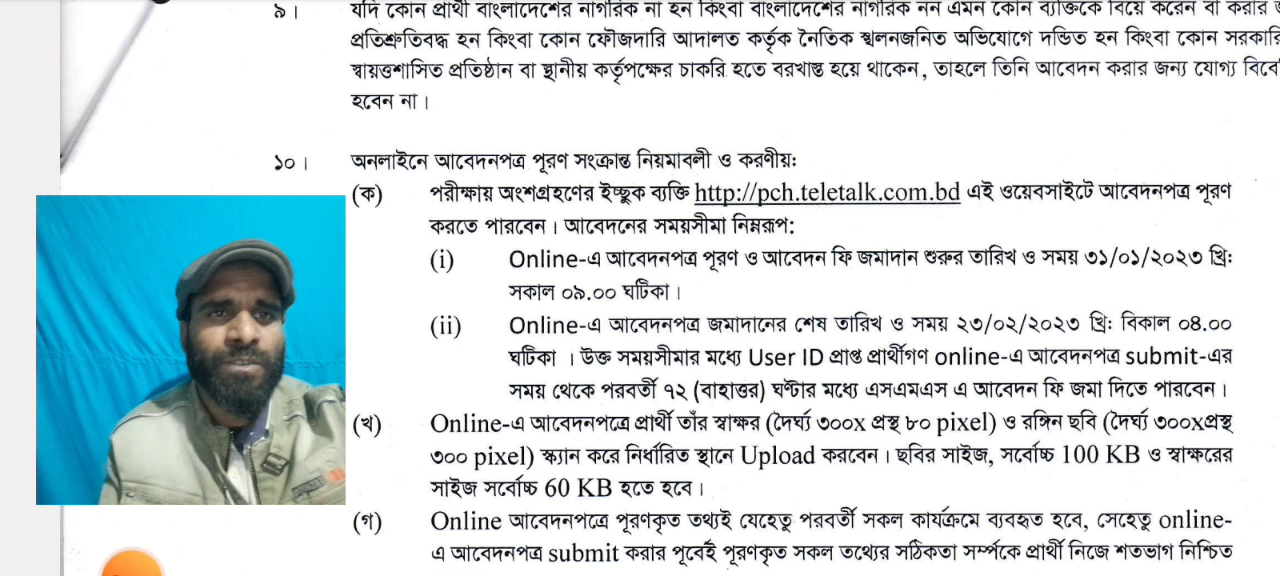 ৯। যদি কোন প্রার্থী বাংলাদেশের নাগরিক না হন কিংবা বাংলাদেশের নাগরিক নন এমন কোন ব্যক্তিকে বিয়ে করেন বা করার
প্রতিশ্রুতিবদ্ধ হন কিংবা কোন ফৌজদারি আদালত কর্তৃক নৈতিক স্খলনজনিত অভিযোগে দন্ডিত হন কিংবা কোন সরকারি
স্বায়ত্তশাসিত প্রতিষ্ঠান বা স্থানীয় কর্তৃপক্ষের চাকরি হতে বরখাস্ত হয়ে থাকেন, তাহলে তিনি আবেদন করার জন্য যোগ্য বিবে
হবেন না।
১০। অনলাইনে আবেদনপত্র পূরণ সংক্রান্ত নিয়মাবলী ও করণীয়ঃ
(ক) পরীক্ষায় অংশগ্রহণের ইচ্ছুক ব্যক্তি http://pch.teletalk.com.bd এই ওয়েবসাইটে আবেদনপত্র পূরণ
করতে পারবেন। আবেদনের সময়সীমা নিম্নরূপ:
(i) Online-এ আবেদনপত্র পূরণ ও আবেদন ফি জমাদান শুরুর তারিখ ও সময় ৩১/০১/২০২৩ খ্রিঃ
সকাল ০৯.০০ ঘটিকা।
(ii) Online-এ আবেদনপত্র জমাদানের শেষ তারিখ ও সময় ২৩/০২/২০২৩ খ্রিঃ বিকাল ০৪.০০
ঘটিকা । উক্ত সময়সীমার মধ্যে User ID প্রাপ্ত প্রার্থীগণ online-এ আবেদনপত্র submit-এর
সময় থেকে পরবর্তী ৭২ (বাহাত্তর) ঘন্টার মধ্যে এসএমএস এ আবেদন ফি জমা দিতে পারবেন।
(খ) Online-এ আবেদনপত্রে প্রার্থী তাঁর স্বাক্ষর (দৈর্ঘ্য ৩০০x প্রস্থ ৮০ pixel) ও রঙ্গিন ছবি (দৈর্ঘ্য ৩০০xপ্রস্থ
৩০০ pixel) স্ক্যান করে নির্ধারিত স্থানে Upload করবেন। ছবির সাইজ, সর্বোচ্চ 100 KB ও স্বাক্ষরের
সাইজ সর্বোচ্চ 60 KB হতে হবে।
(গ) Online আবেদনপত্রে পূরণকৃত তথ্যই যেহেতু পরবর্তী সকল কার্যক্রমে ব্যবহৃত হবে, সেহেতু online-
এ আবেদনপত্র submit করার পূর্বেই পূরণকৃত সকল তথ্যের সঠিকতা সর্ম্পকে প্রার্থী নিজে শতভাগ নিশ্চিত